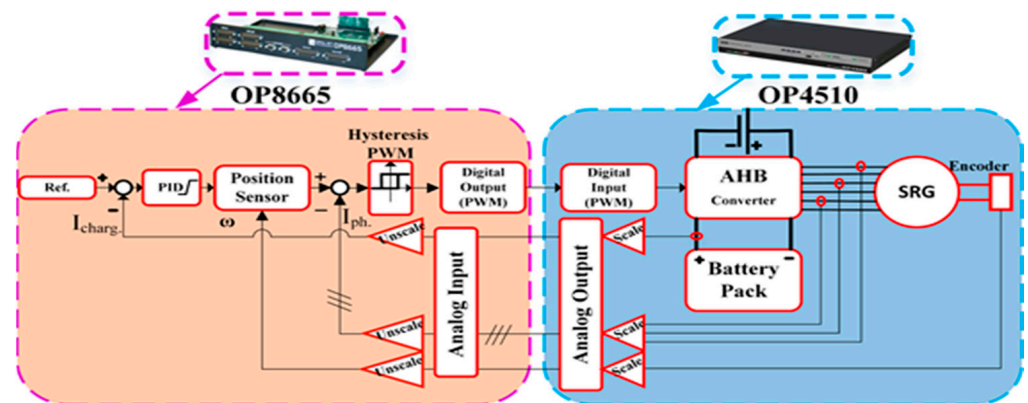 OP8665
OP4510
Hysteresis
PWM
Ref.
+
-
PID
Position
Sensor
+
-
Digital
Output
(PWM)
Digital
Input
(PWM)
- +
AHB
Converter
SRG
Encoder
Icharg.
ω
Iph.
Unscale
Analog Input
Analog Output
Scale
+ -
Battery
Pack
Unscale
Scale
Unscale
Scale